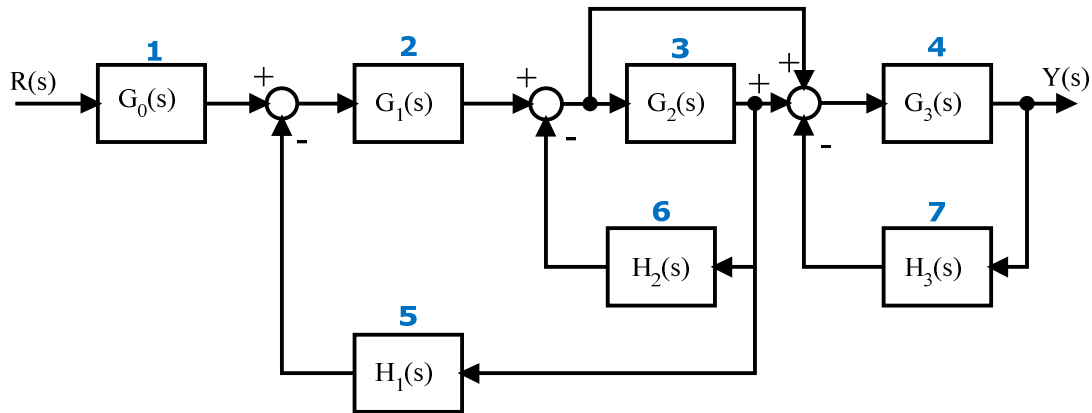 1
2
3
4
R(s)
G₀(s)
+
-
G₁(s)
+
-
G₂(s)
+
+
-
G₃(s)
Y(s)
6
H₂(s)
7
H₃(s)
5
H₁(s)